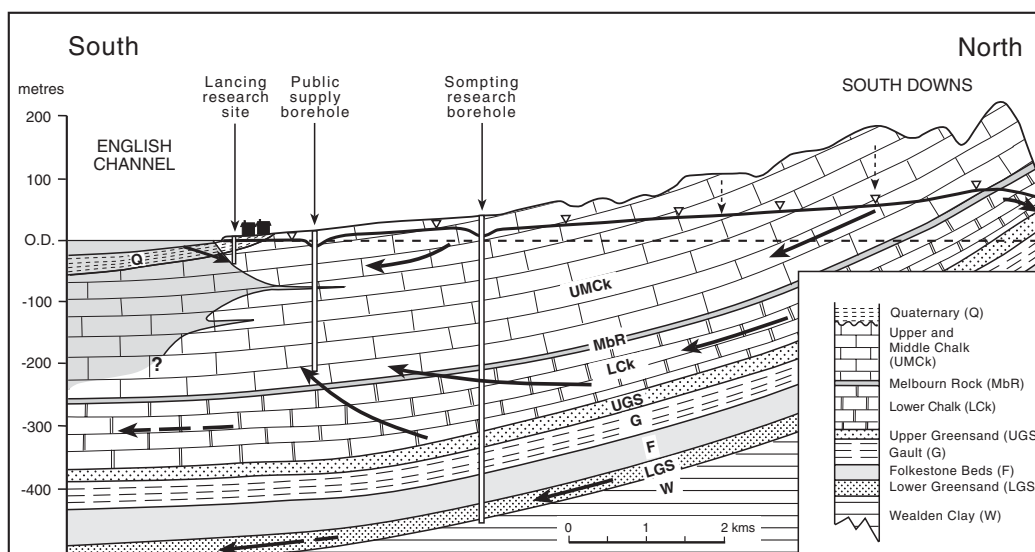 South
North
metres
Lancing
research
site
Public
supply
borehole
Sompting
research
borehole
SOUTH DOWNS
ENGLISH
CHANNEL
200
100
O.D.
-100
-200
-300
-400
Q
?
UMCk
MbR
LCk
UGS
G
F
LGS
W
0 1 2 kms
Quaternary (Q)
Upper and
Middle Chalk
(UMCk)
Melbourn Rock (MbR)
Lower Chalk (LCk)
Upper Greensand (UGS
Gault (G)
Folkestone Beds (F)
Lower Greensand (LGS
Wealden Clay (W)